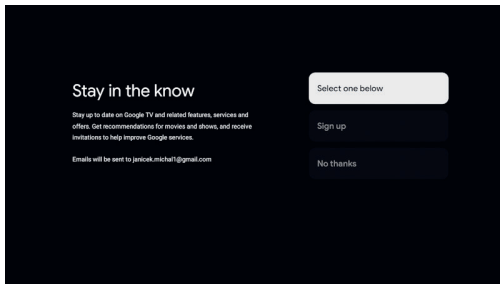 Stay in the know
Stay up to date on Google TV and related features, services and
offers. Get recommendations for movies and shows, and receive
invitations to help improve Google services.
Emails will be sent to janicek.michal1@gmail.com
Select one below
Sign up
No thanks